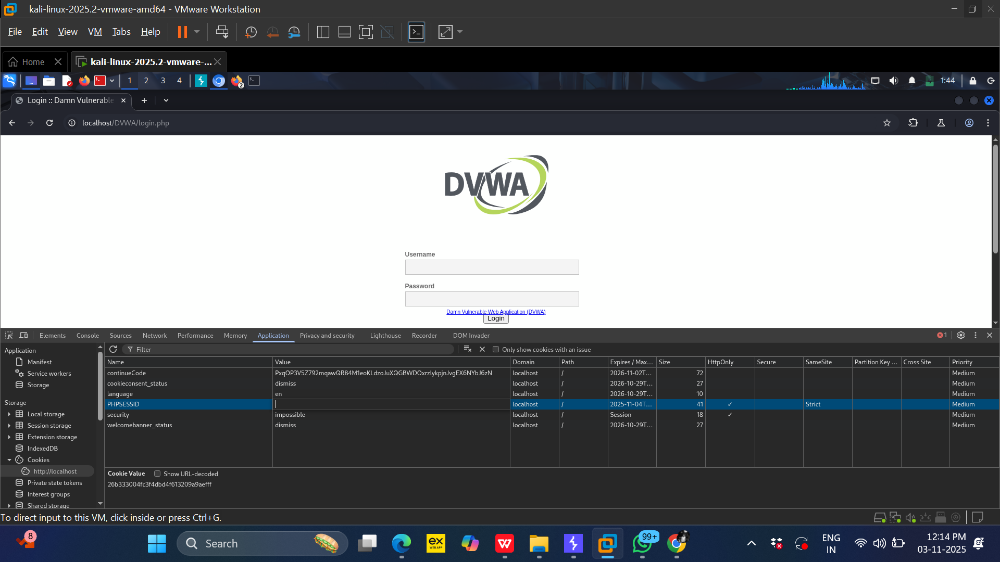 kali-linux-2025.2-vmware-amd64 - VMware Workstation
File Edit View VM Tabs Help
Home
kali-linux-2025.2-vmware-...
1 2 3 4
2
1:44
Login :: Damn Vulnerable
localhost/DVWA/login.php
DVWA
Username
Password
Damn Vulnerable Web Application (DVWA)
Login
Elements Console Sources Network Performance Memory Application Privacy and security Lighthouse Recorder DOM Invader 1
Application
Manifest
Service workers
Storage
Storage
Local storage
Session storage
Extension storage
IndexedDB
Cookies
http://localhost
Private state tokens
Interest groups
Shared storage
Filter
Only show cookies with an issue
Name Value Domain Path Expires / Max... Size HttpOnly Secure SameSite Partition Key ... Cross Site Priority
continueCode PxqOP3V5Z792mqawQR84M1eoKLdzoJuXQGBWDOxrzlykpjnJvgEX6NYbJ6zN localhost / 2026-11-02T... 72 Medium
cookieconsent_status dismiss localhost / 2026-10-29T... 27 Medium
language en localhost / 2026-10-29T... 10 Medium
PHPSESSID localhost / 2025-11-04T... 41 ✓ Strict Medium
security impossible localhost / Session 18 ✓ Medium
welcomebanner_status dismiss localhost / 2026-10-29T... 27 Medium
Cookie Value Show URL-decoded
26b333004fc3f4dbd4f613209a9aefff
To direct input to this VM, click inside or press Ctrl+G.
8
Search
ex
WEB APP
W
99+
ENG
IN
12:14 PM
03-11-2025